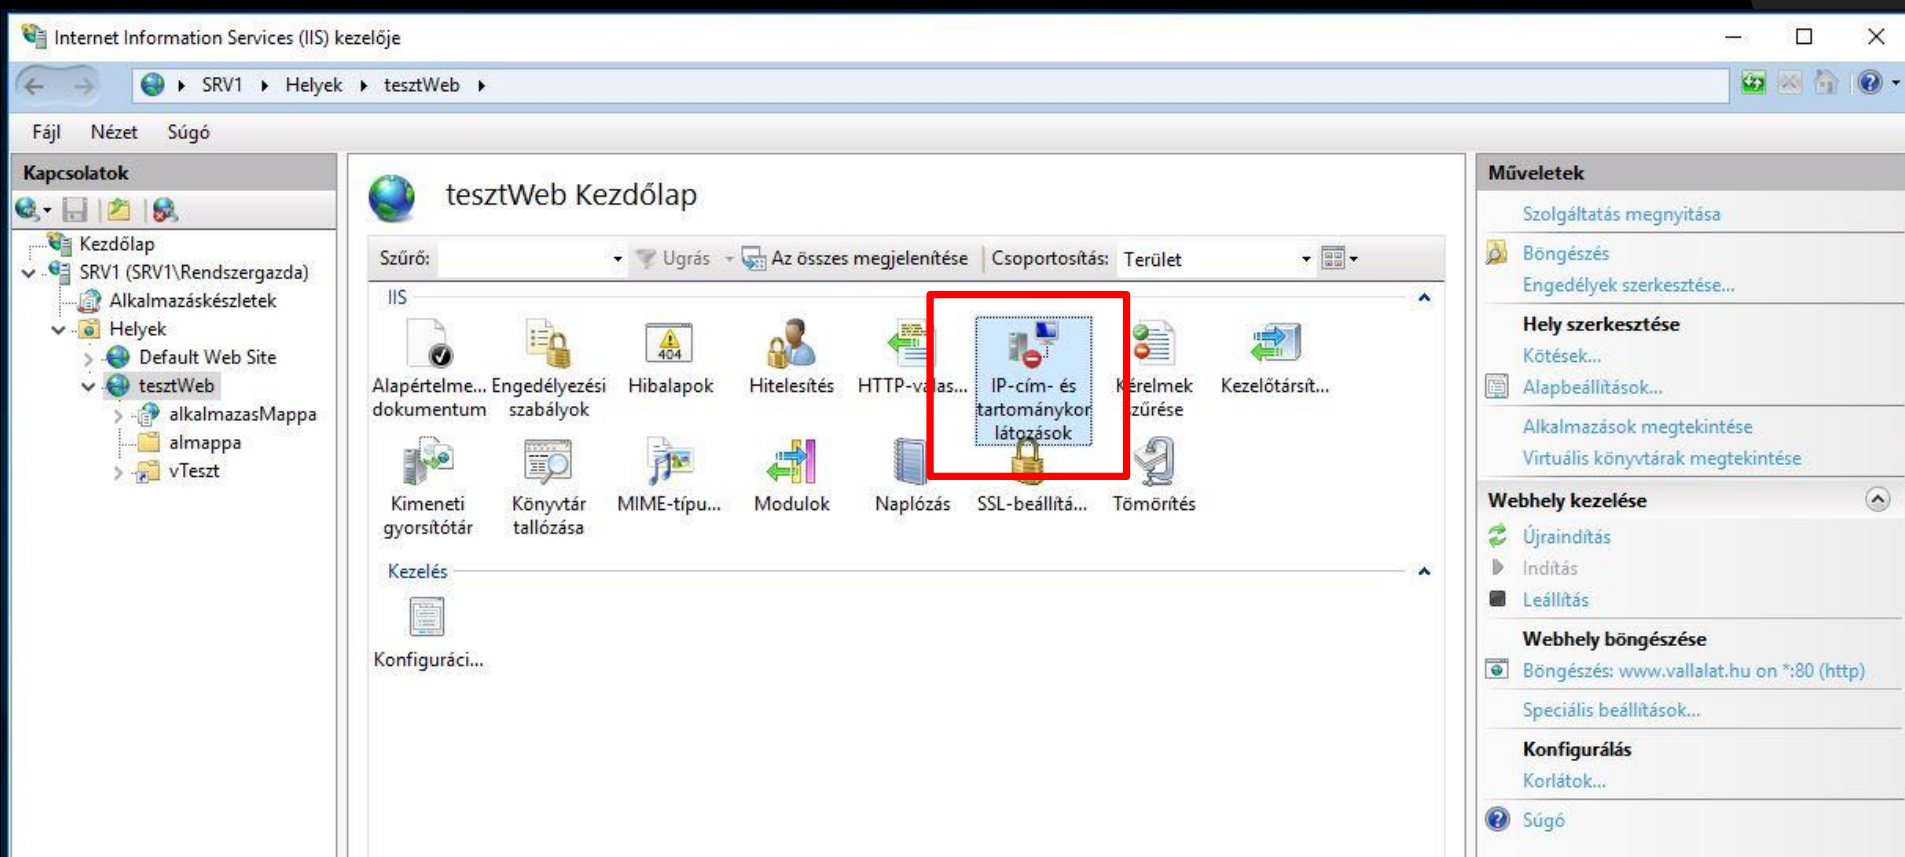 Internet Information Services (IIS) kezelője
SRV1 Helyek tesztWeb
Fájl Nézet Súgó
Kapcsolatok
Kezdőlap
SRV1 (SRV1\Rendszergazda)
Alkalmazáskészletek
Helyek
Default Web Site
tesztWeb
alkalmazasMappa
almappa
vTeszt
tesztWeb Kezdőlap
Szűrő: Ugrás Az összes megjelenítése Csoportosítás: Terület
IIS
404
Alapértelme... Engedélyezési Hibalapok Hitelesítés HTTP-válas... IP-cím- és Kérelmek Kezelőtársít...
dokumentum szabályok tartománykor szűrése
látozások
Kimeneti Könyvtár MIME-típu... Modulok Naplózás SSL-beállítá... Tömörítés
gyorsítótár tallózása
Kezelés
Konfiguráci...
Műveletek
Szolgáltatás megnyitása
Böngészés
Engedélyek szerkesztése...
Hely szerkesztése
Kötések...
Alapbeállítások...
Alkalmazások megtekintése
Virtuális könyvtárak megtekintése
Webhely kezelése
Újraindítás
Indítás
Leállítás
Webhely böngészése
Böngészés: www.vallalat.hu on *:80 (http)
Speciális beállítások...
Konfigurálás
Korlátok...
Súgó